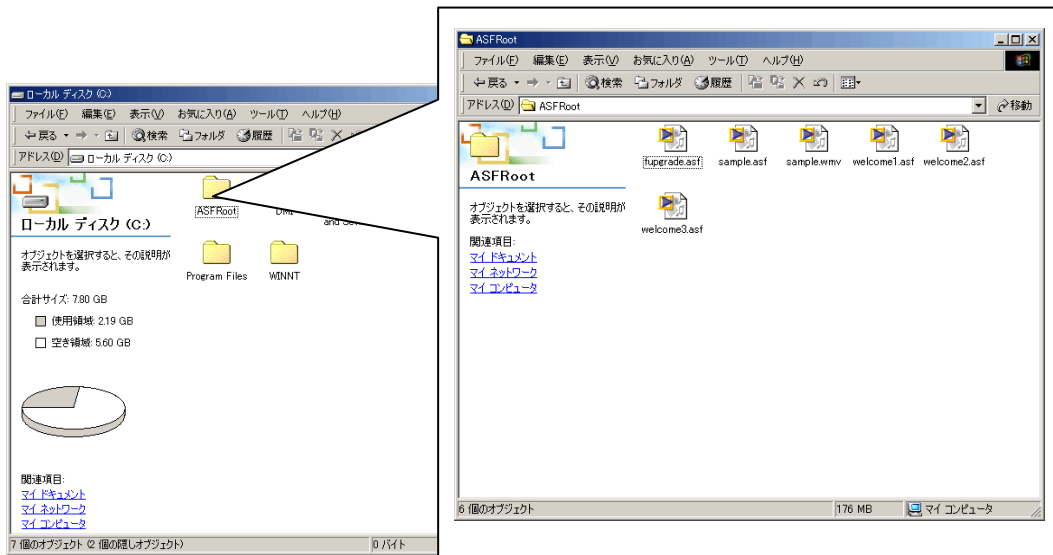 ローカル ディスク (C:)
ファイル(F) 編集(E) 表示(V) お気に入り(A) ツール(T) ヘルプ(H)
戻る 検索 フォルダ 履歴
アドレス(D) ローカル ディスク (C:)
ローカル ディスク (C:)
オブジェクトを選択すると、その説明が
表示されます。
合計サイズ: 7.80 GB
使用領域: 2.19 GB
空き領域: 5.60 GB
関連項目:
マイ ドキュメント
マイ ネットワーク
マイ コンピュータ
ASFRoot
Program Files WINNT
7 個のオブジェクト (2 個の隠しオブジェクト) 0 バイト
ASFRoot
ファイル(F) 編集(E) 表示(V) お気に入り(A) ツール(T) ヘルプ(H)
戻る 検索 フォルダ 履歴
アドレス(D) ASFRoot 移動
ASFRoot
オブジェクトを選択すると、その説明が
表示されます。
関連項目:
マイ ドキュメント
マイ ネットワーク
マイ コンピュータ
fupgrade.asf sample.asf sample.wmv welcome1.asf welcome2.asf
welcome3.asf
6 個のオブジェクト 176 MB マイ コンピュータ